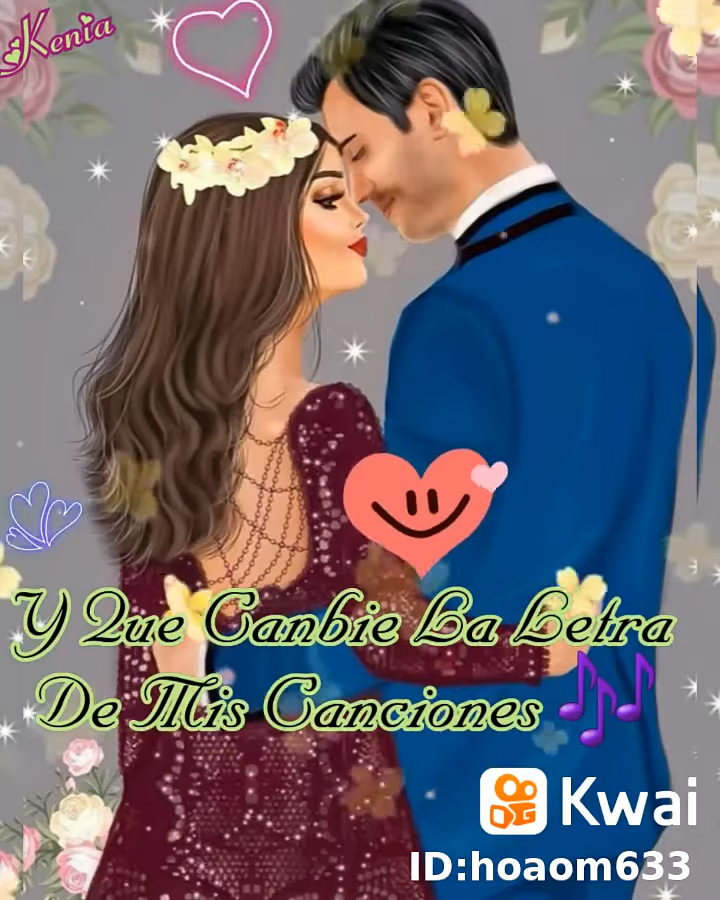 Kenia
Y Que Canbie La Letra
De Mis Canciones
Kwai
ID:hoaom633